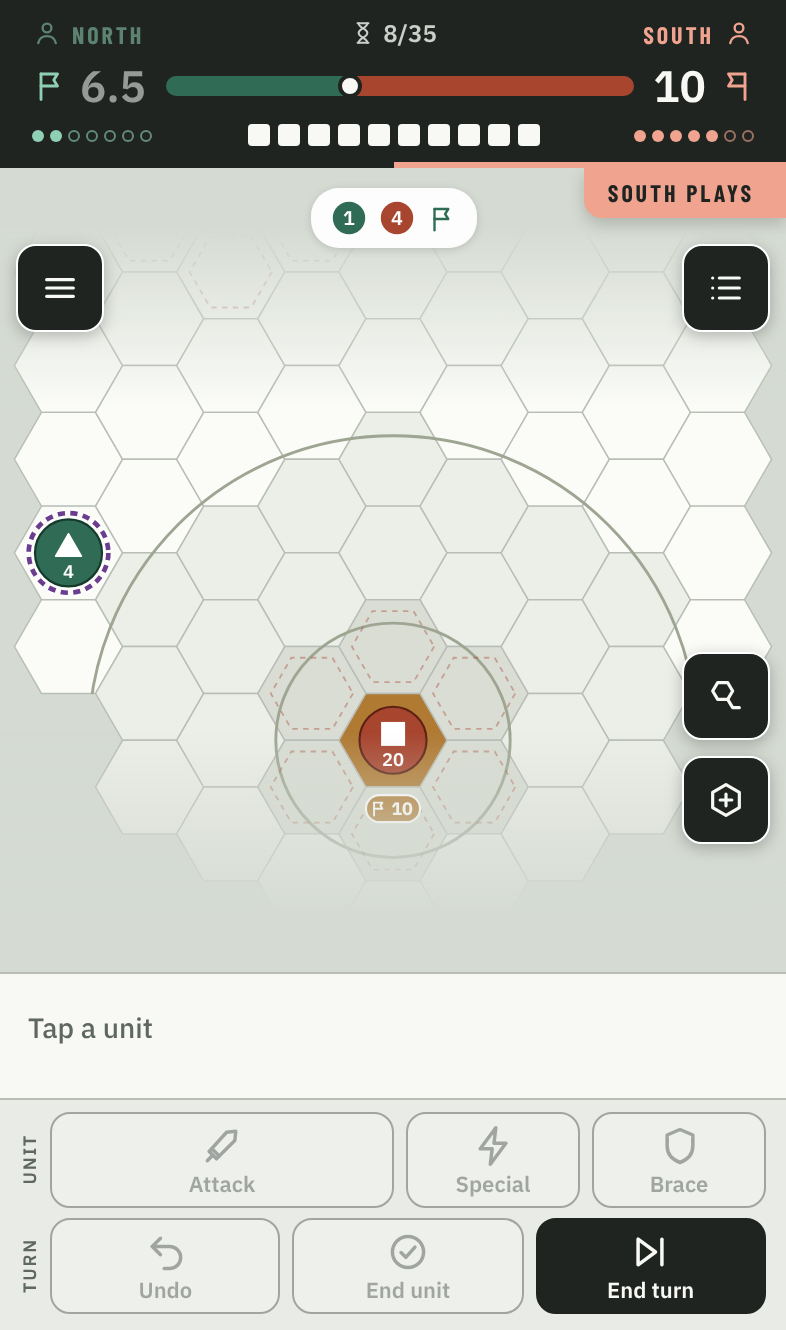 NORTH
8/35
SOUTH
6.5
10
SOUTH PLAYS
1
4
4
20
10
Tap a unit
UNIT
Attack
Special
Brace
TURN
Undo
End unit
End turn